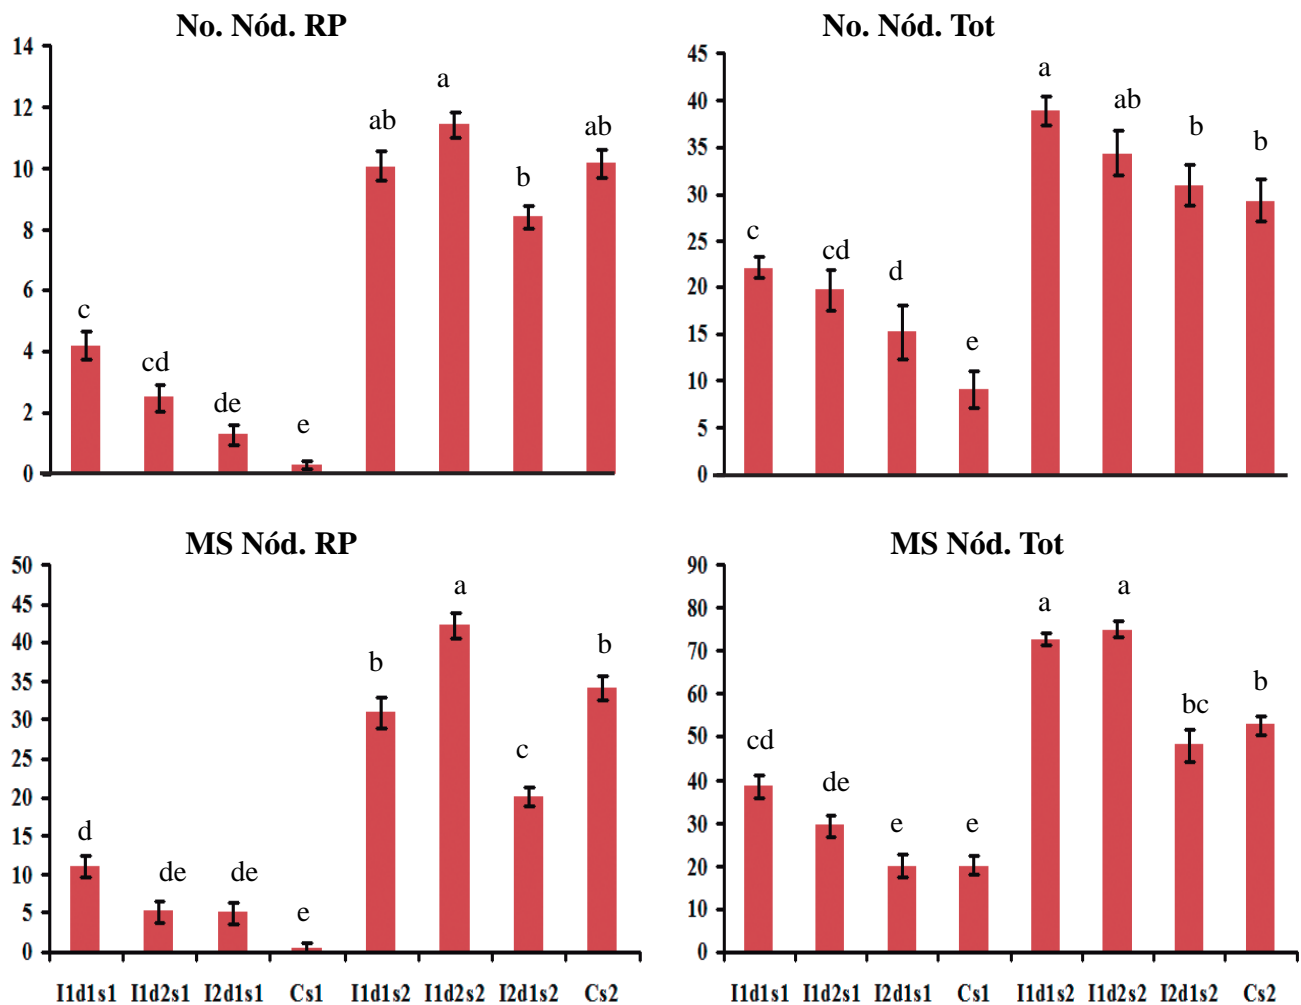 No. Nód. RP
14
12
10
8
6
4
2
0
c
cd
de
e
ab
a
b
ab
No. Nód. Tot
45
40
35
30
25
20
15
10
5
0
c
cd
d
e
a
ab
b
b
MS Nód. RP
50
45
40
35
30
25
20
15
10
5
0
d
de
de
e
b
a
c
b
I1d1s1 I1d2s1 I2d1s1 Cs1 I1d1s2 I1d2s2 I2d1s2 Cs2
MS Nód. Tot
90
80
70
60
50
40
30
20
10
0
cd
de
e
e
a
a
bc
b
I1d1s1 I1d2s1 I2d1s1 Cs1 I1d1s2 I1d2s2 I2d1s2 Cs2